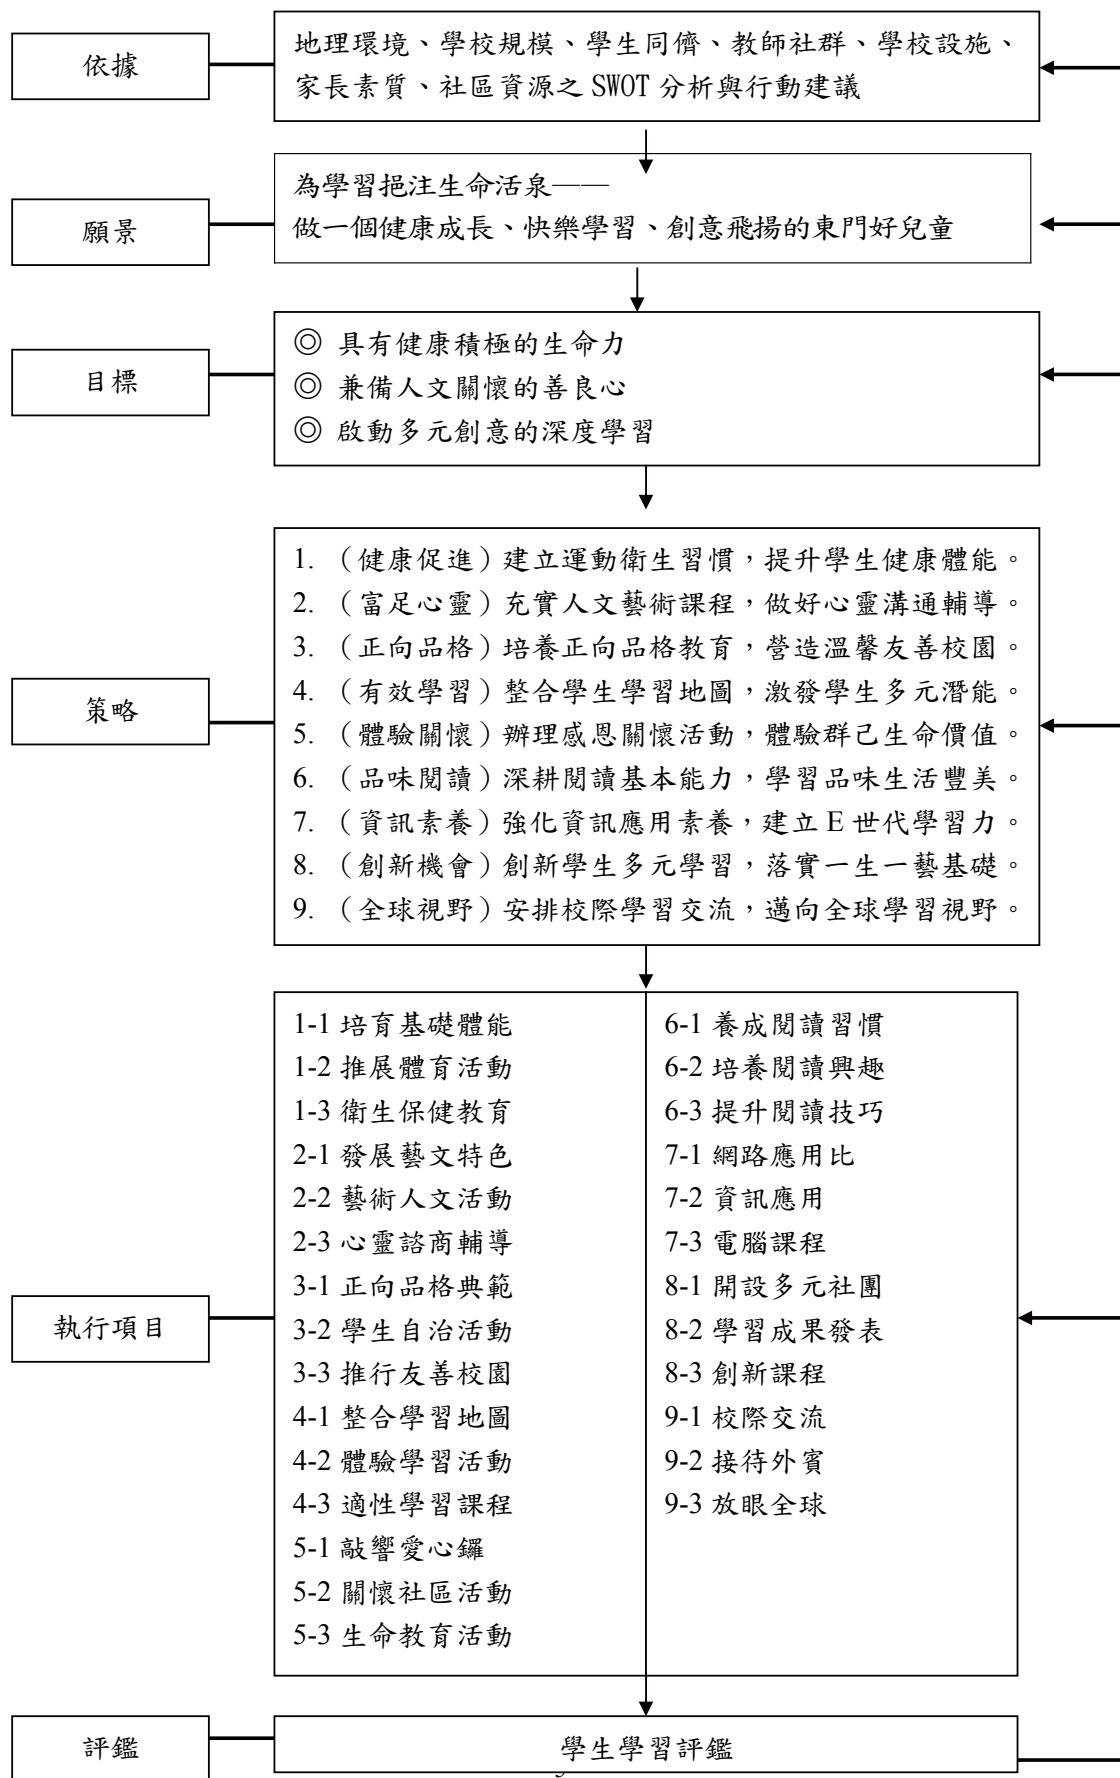 依據
地理環境、學校規模、學生同儕、教師社群、學校設施、
家長素質、社區資源之 SWOT 分析與行動建議
願景
為學習挹注生命活泉——
做一個健康成長、快樂學習、創意飛揚的東門好兒童
目標
◎ 具有健康積極的生命力
◎ 兼備人文關懷的善良心
◎ 啟動多元創意的深度學習
策略
1. （健康促進）建立運動衛生習慣，提升學生健康體能。
2. （富足心靈）充實人文藝術課程，做好心靈溝通輔導。
3. （正向品格）培養正向品格教育，營造溫馨友善校園。
4. （有效學習）整合學生學習地圖，激發學生多元潛能。
5. （體驗關懷）辦理感恩關懷活動，體驗群己生命價值。
6. （品味閱讀）深耕閱讀基本能力，學習品味生活豐美。
7. （資訊素養）強化資訊應用素養，建立 E 世代學習力。
8. （創新機會）創新學生多元學習，落實一生一藝基礎。
9. （全球視野）安排校際學習交流，邁向全球學習視野。
執行項目
1-1 培育基礎體能
1-2 推展體育活動
1-3 衛生保健教育
2-1 發展藝文特色
2-2 藝術人文活動
2-3 心靈諮商輔導
3-1 正向品格典範
3-2 學生自治活動
3-3 推行友善校園
4-1 整合學習地圖
4-2 體驗學習活動
4-3 適性學習課程
5-1 敲響愛心鑼
5-2 關懷社區活動
5-3 生命教育活動
6-1 養成閱讀習慣
6-2 培養閱讀興趣
6-3 提升閱讀技巧
7-1 網路應用比
7-2 資訊應用
7-3 電腦課程
8-1 開設多元社團
8-2 學習成果發表
8-3 創新課程
9-1 校際交流
9-2 接待外賓
9-3 放眼全球
評鑑
學生學習評鑑